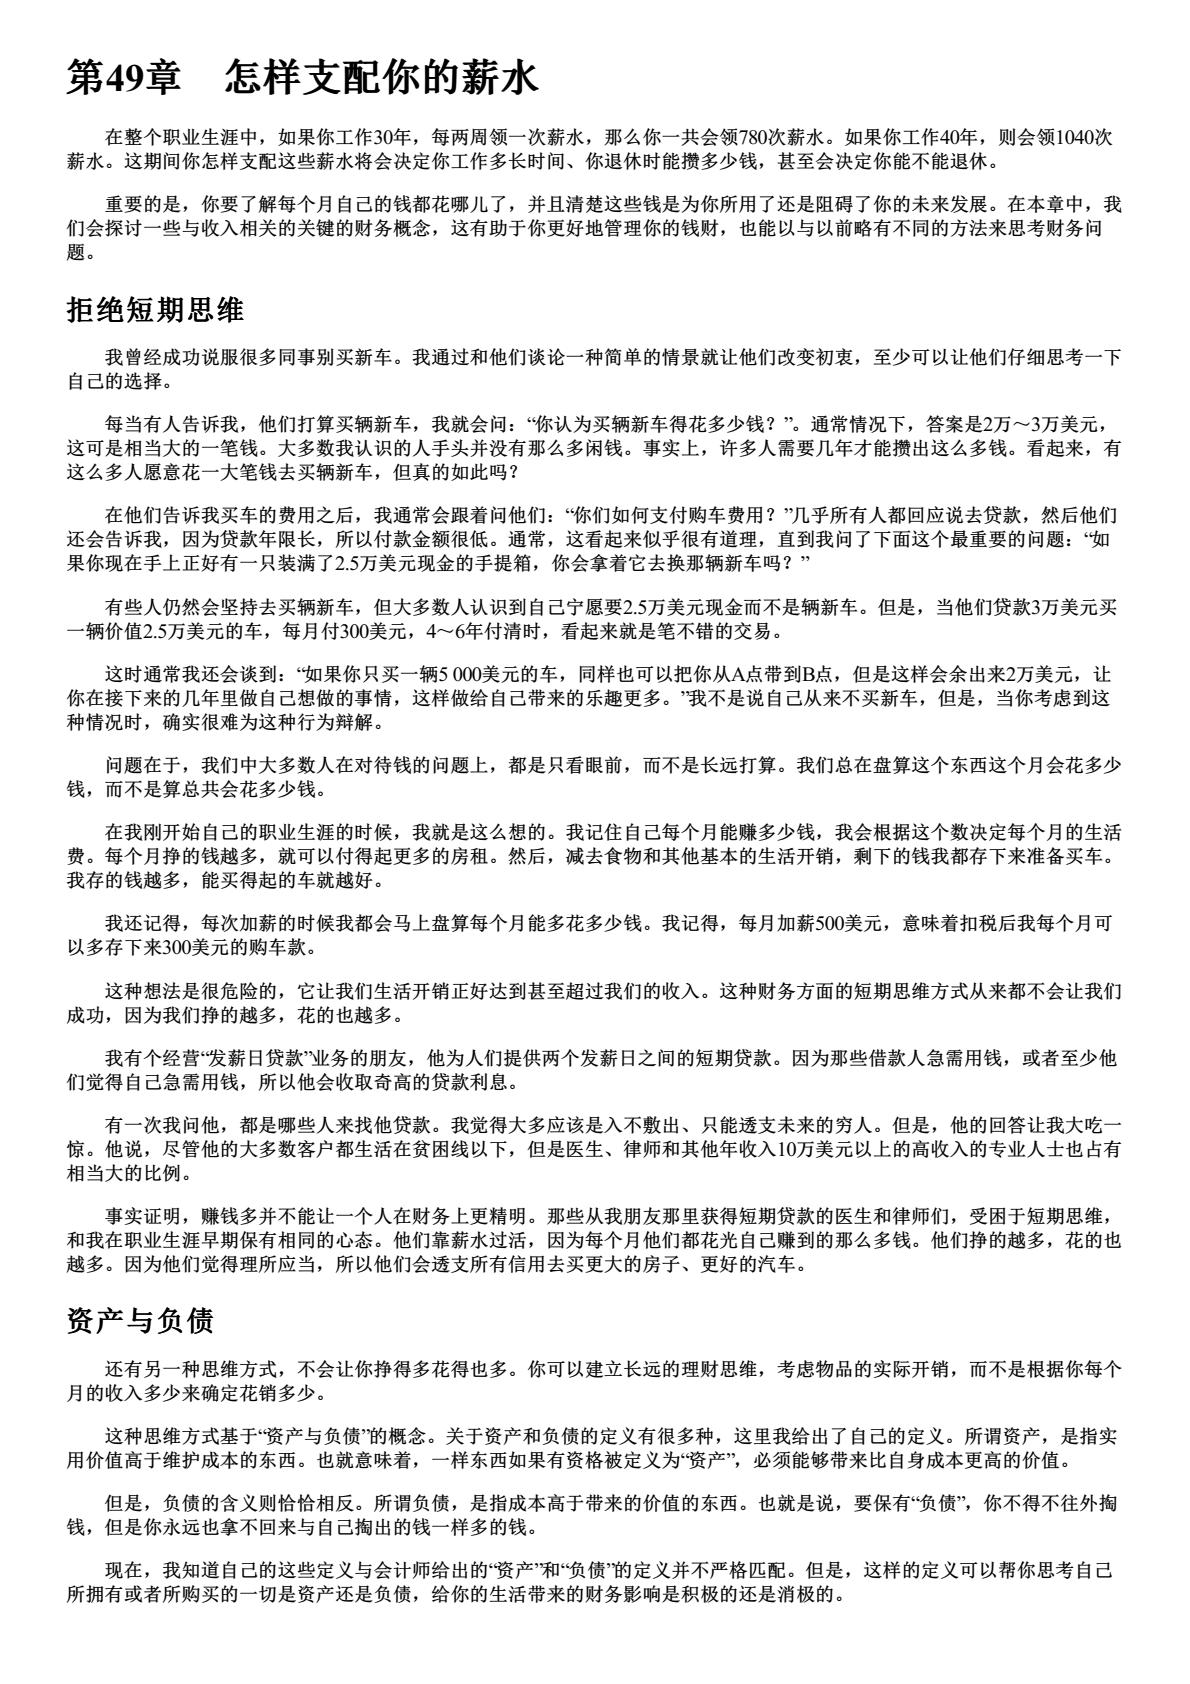 第49章　怎样支配你的薪水
在整个职业生涯中，如果你工作30年，每两周领一次薪水，那么你一共会领780次薪水。如果你工作40年，则会领1040次
薪水。这期间你怎样支配这些薪水将会决定你工作多长时间、你退休时能攒多少钱，甚至会决定你能不能退休。
重要的是，你要了解每个月自己的钱都花哪儿了，并且清楚这些钱是为你所用了还是阻碍了你的未来发展。在本章中，我
们会探讨一些与收入相关的关键的财务概念，这有助于你更好地管理你的钱财，也能以与以前略有不同的方法来思考财务问
题。
拒绝短期思维
我曾经成功说服很多同事别买新车。我通过和他们谈论一种简单的情景就让他们改变初衷，至少可以让他们仔细思考一下
自己的选择。
每当有人告诉我，他们打算买辆新车，我就会问：“你认为买辆新车得花多少钱？”。通常情况下，答案是2万～3万美元，
这可是相当大的一笔钱。大多数我认识的人手头并没有那么多闲钱。事实上，许多人需要几年才能攒出这么多钱。看起来，有
这么多人愿意花一大笔钱去买辆新车，但真的如此吗？
在他们告诉我买车的费用之后，我通常会跟着问他们：“你们如何支付购车费用？”几乎所有人都回应说去贷款，然后他们
还会告诉我，因为贷款年限长，所以付款金额很低。通常，这看起来似乎很有道理，直到我问了下面这个最重要的问题：“如
果你现在手上正好有一只装满了2.5万美元现金的手提箱，你会拿着它去换那辆新车吗？”
有些人仍然会坚持去买辆新车，但大多数人认识到自己宁愿要2.5万美元现金而不是辆新车。但是，当他们贷款3万美元买
一辆价值2.5万美元的车，每月付300美元，4～6年付清时，看起来就是笔不错的交易。
这时通常我还会谈到：“如果你只买一辆5 000美元的车，同样也可以把你从A点带到B点，但是这样会余出来2万美元，让
你在接下来的几年里做自己想做的事情，这样做给自己带来的乐趣更多。”我不是说自己从来不买新车，但是，当你考虑到这
种情况时，确实很难为这种行为辩解。
问题在于，我们中大多数人在对待钱的问题上，都是只看眼前，而不是长远打算。我们总在盘算这个东西这个月会花多少
钱，而不是算总共会花多少钱。
在我刚开始自己的职业生涯的时候，我就是这么想的。我记住自己每个月能赚多少钱，我会根据这个数决定每个月的生活
费。每个月挣的钱越多，就可以付得起更多的房租。然后，减去食物和其他基本的生活开销，剩下的钱我都存下来准备买车。
我存的钱越多，能买得起的车就越好。
我还记得，每次加薪的时候我都会马上盘算每个月能多花多少钱。我记得，每月加薪500美元，意味着扣税后我每个月可
以多存下来300美元的购车款。
这种想法是很危险的，它让我们生活开销正好达到甚至超过我们的收入。这种财务方面的短期思维方式从来都不会让我们
成功，因为我们挣的越多，花的也越多。
我有个经营“发薪日贷款”业务的朋友，他为人们提供两个发薪日之间的短期贷款。因为那些借款人急需用钱，或者至少他
们觉得自己急需用钱，所以他会收取奇高的贷款利息。
有一次我问他，都是哪些人来找他贷款。我觉得大多应该是入不敷出、只能透支未来的穷人。但是，他的回答让我大吃一
惊。他说，尽管他的大多数客户都生活在贫困线以下，但是医生、律师和其他年收入10万美元以上的高收入的专业人士也占有
相当大的比例。
事实证明，赚钱多并不能让一个人在财务上更精明。那些从我朋友那里获得短期贷款的医生和律师们，受困于短期思维，
和我在职业生涯早期保有相同的心态。他们靠薪水过活，因为每个月他们都花光自己赚到的那么多钱。他们挣的越多，花的也
越多。因为他们觉得理所应当，所以他们会透支所有信用去买更大的房子、更好的汽车。
资产与负债
还有另一种思维方式，不会让你挣得多花得也多。你可以建立长远的理财思维，考虑物品的实际开销，而不是根据你每个
月的收入多少来确定花销多少。
这种思维方式基于“资产与负债”的概念。关于资产和负债的定义有很多种，这里我给出了自己的定义。所谓资产，是指实
用价值高于维护成本的东西。也就意味着，一样东西如果有资格被定义为“资产”，必须能够带来比自身成本更高的价值。
但是，负债的含义则恰恰相反。所谓负债，是指成本高于带来的价值的东西。也就是说，要保有“负债”，你不得不往外掏
钱，但是你永远也拿不回来与自己掏出的钱一样多的钱。
现在，我知道自己的这些定义与会计师给出的“资产”和“负债”的定义并不严格匹配。但是，这样的定义可以帮你思考自己
所拥有或者所购买的一切是资产还是负债，给你的生活带来的财务影响是积极的还是消极的。